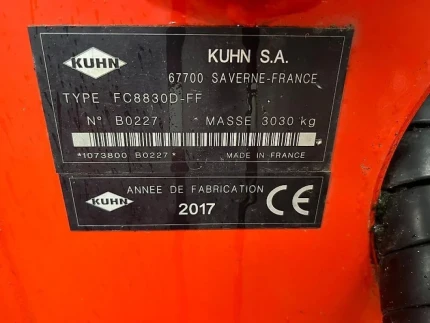 KUHN
KUHN S.A.
67700 SAVERNE-FRANCE
TYPE FC8830D-FF
N° B0227 * MASSE 3030 kg
*1073800 B0227* MADE IN FRANCE
KUHN
ANNEE DE FABRICATION
2017 CE